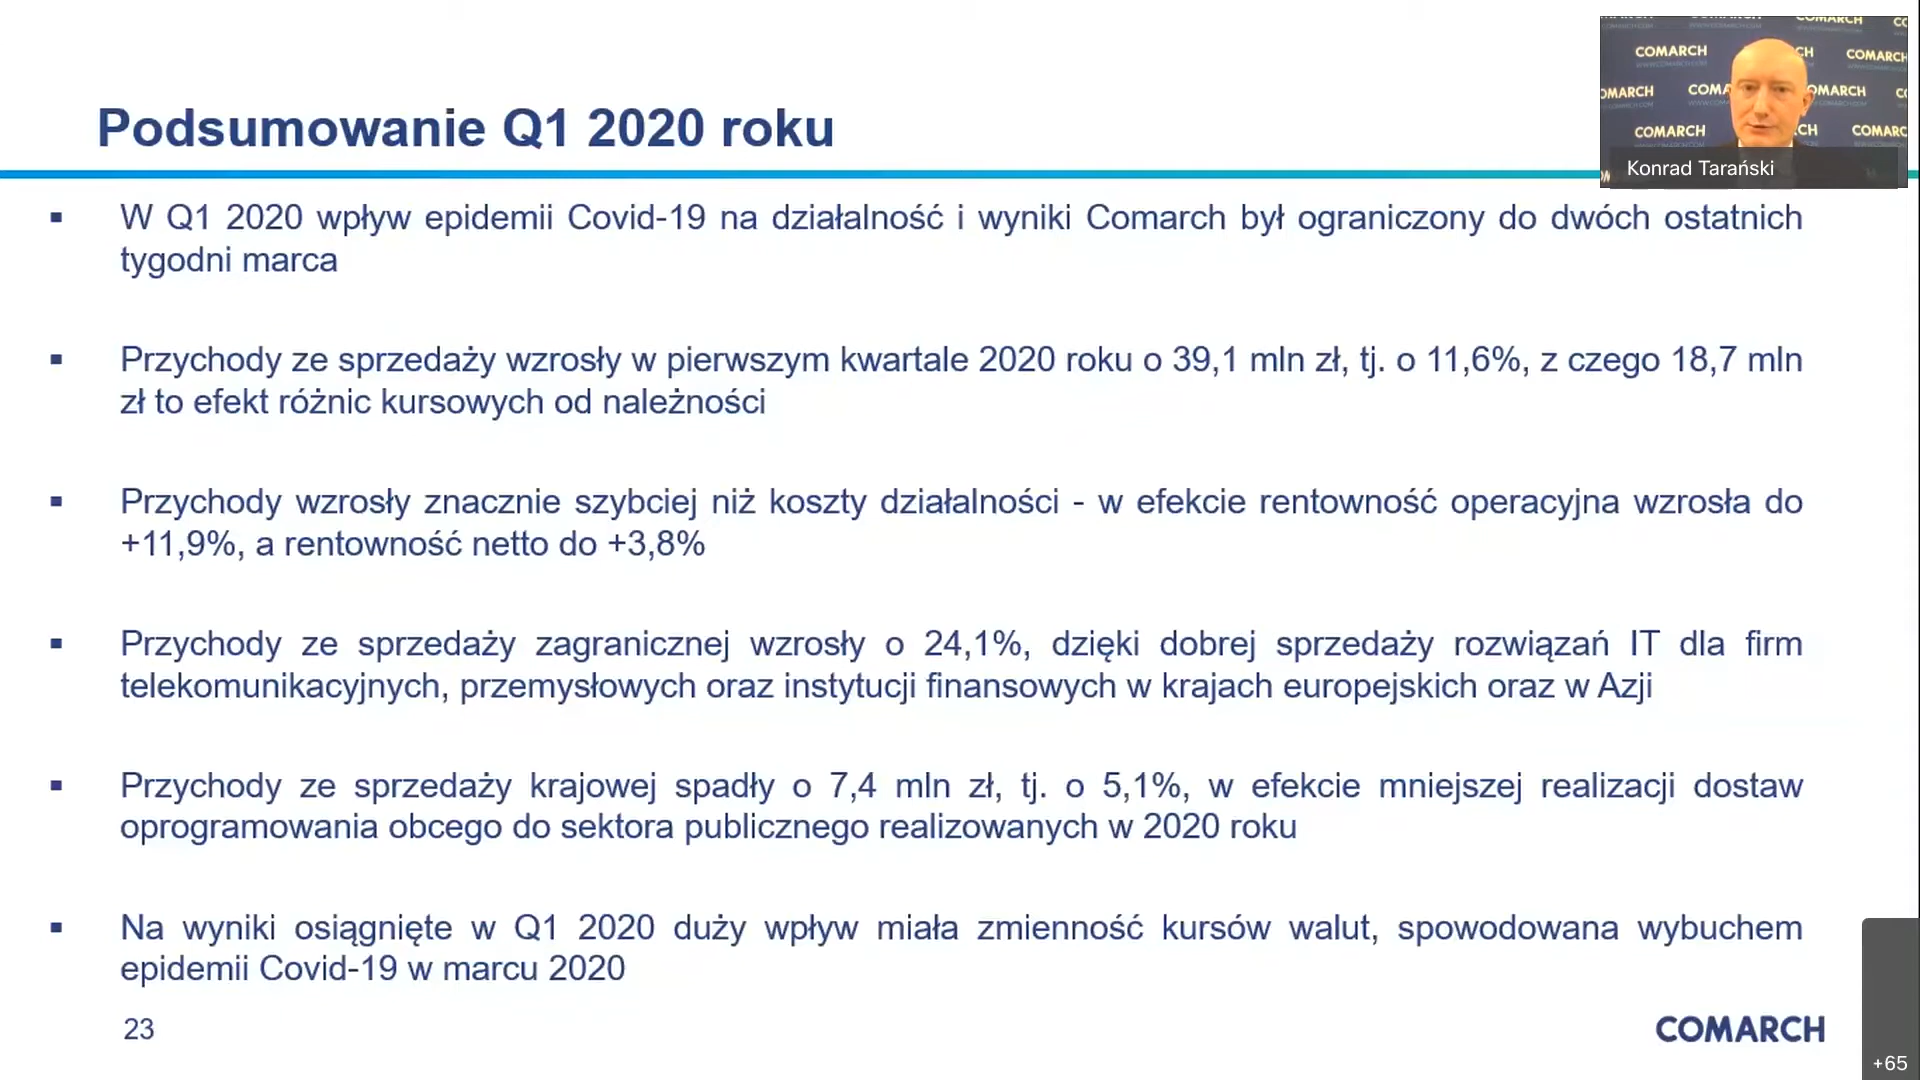 Podsumowanie Q1 2020 roku
COMARCH
COMARCH
COMARCH
COMARCH
Konrad Tarański
▪ W Q1 2020 wpływ epidemii Covid-19 na działalność i wyniki Comarch był ograniczony do dwóch ostatnich
tygodni marca
▪ Przychody ze sprzedaży wzrosły w pierwszym kwartale 2020 roku o 39,1 mln zł, tj. o 11,6%, z czego 18,7 mln
zł to efekt różnic kursowych od należności
▪ Przychody wzrosły znacznie szybciej niż koszty działalności - w efekcie rentowność operacyjna wzrosła do
+11,9%, a rentowność netto do +3,8%
▪ Przychody ze sprzedaży zagranicznej wzrosły o 24,1%, dzięki dobrej sprzedaży rozwiązań IT dla firm
telekomunikacyjnych, przemysłowych oraz instytucji finansowych w krajach europejskich oraz w Azji
▪ Przychody ze sprzedaży krajowej spadły o 7,4 mln zł, tj. o 5,1%, w efekcie mniejszej realizacji dostaw
oprogramowania obcego do sektora publicznego realizowanych w 2020 roku
▪ Na wyniki osiągnięte w Q1 2020 duży wpływ miała zmienność kursów walut, spowodowana wybuchem
epidemii Covid-19 w marcu 2020
23
COMARCH
+65